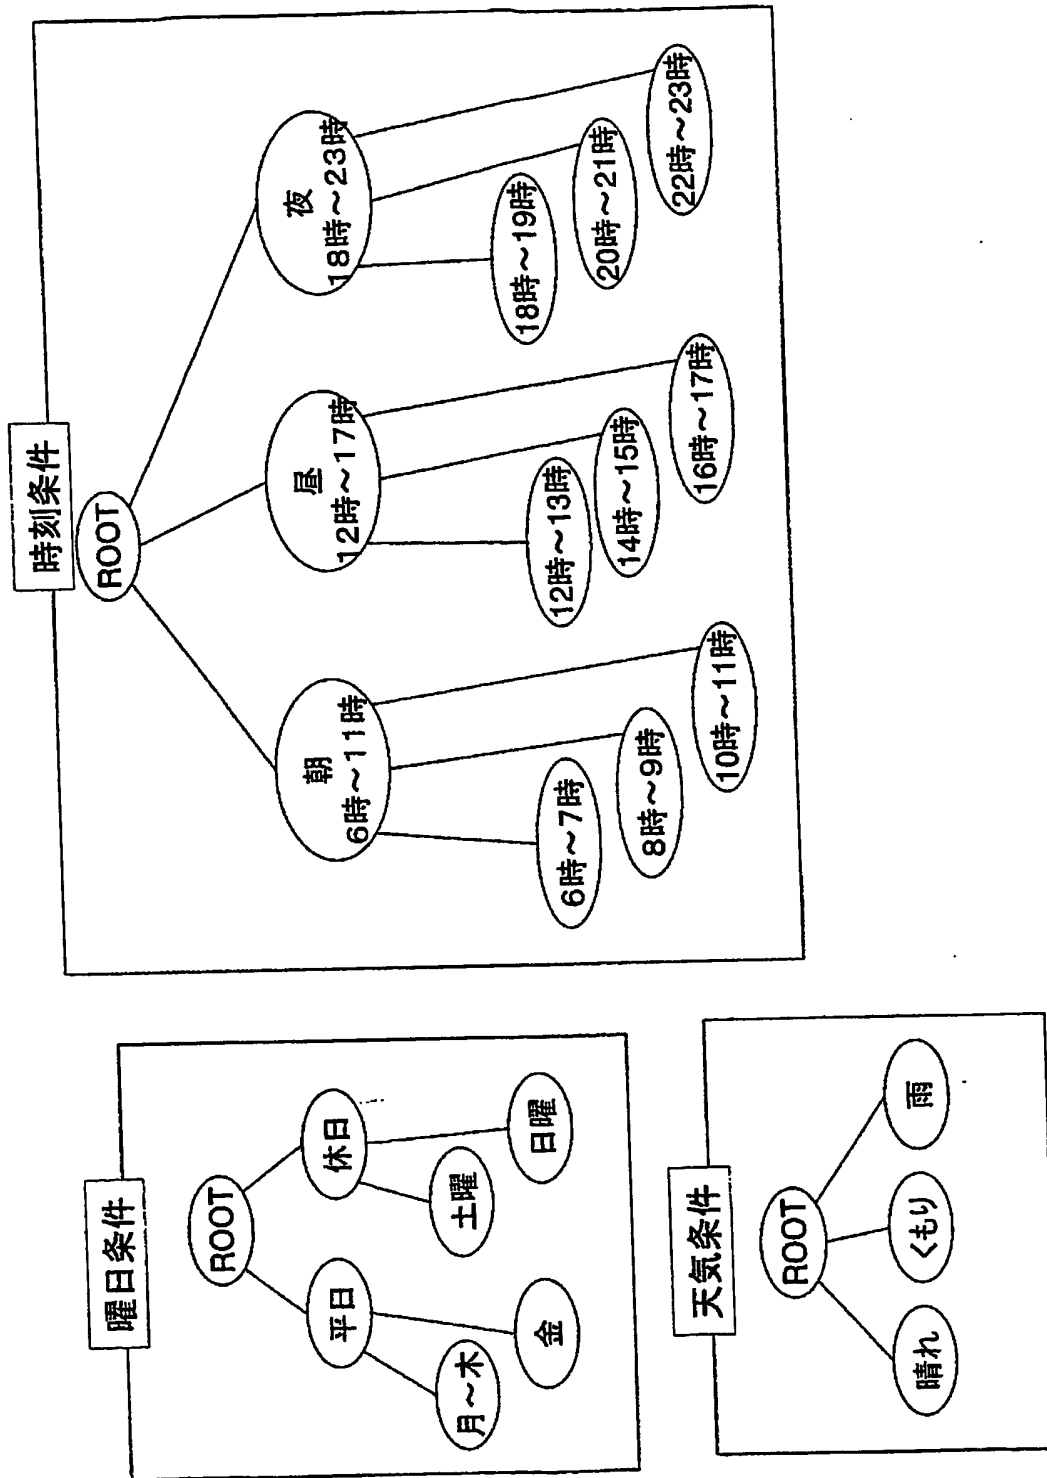 曜日条件
ROOT
平日
休日
月～木
金
土曜
日曜
天気条件
ROOT
晴れ
くもり
雨
時刻条件
ROOT
朝
6時～11時
昼
12時～17時
夜
18時～23時
6時～7時
8時～9時
10時～11時
12時～13時
14時～15時
16時～17時
18時～19時
20時～21時
22時～23時